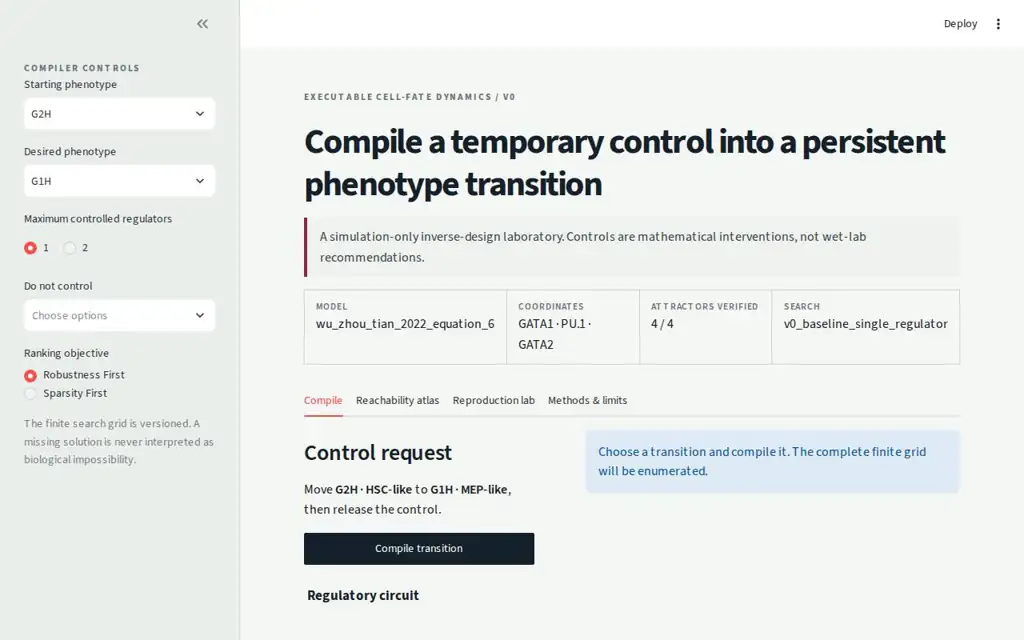 COMPILER CONTROLS
Starting phenotype
G2H
Desired phenotype
G1H
Maximum controlled regulators
1
2
Do not control
Choose options
Ranking objective
Robustness First
Sparsity First
The finite search grid is versioned. A
missing solution is never interpreted as
biological impossibility.
Deploy
EXECUTABLE CELL-FATE DYNAMICS / V0
Compile a temporary control into a persistent
phenotype transition
A simulation-only inverse-design laboratory. Controls are mathematical interventions, not wet-lab
recommendations.
MODEL
wu_zhou_tian_2022_equation_6
COORDINATES
GATA1 · PU.1 ·
GATA2
ATTRACTORS VERIFIED
4 / 4
SEARCH
v0_baseline_single_regulator
Compile
Reachability atlas
Reproduction lab
Methods & limits
Control request
Move G2H · HSC-like to G1H · MEP-like,
then release the control.
Compile transition
Choose a transition and compile it. The complete finite grid
will be enumerated.
Regulatory circuit